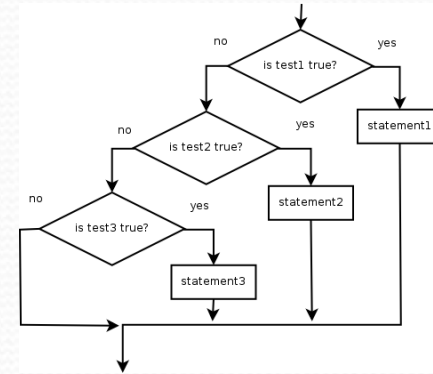 no
yes
is test1 true?
statement1
no
yes
is test2 true?
statement2
no
yes
is test3 true?
statement3